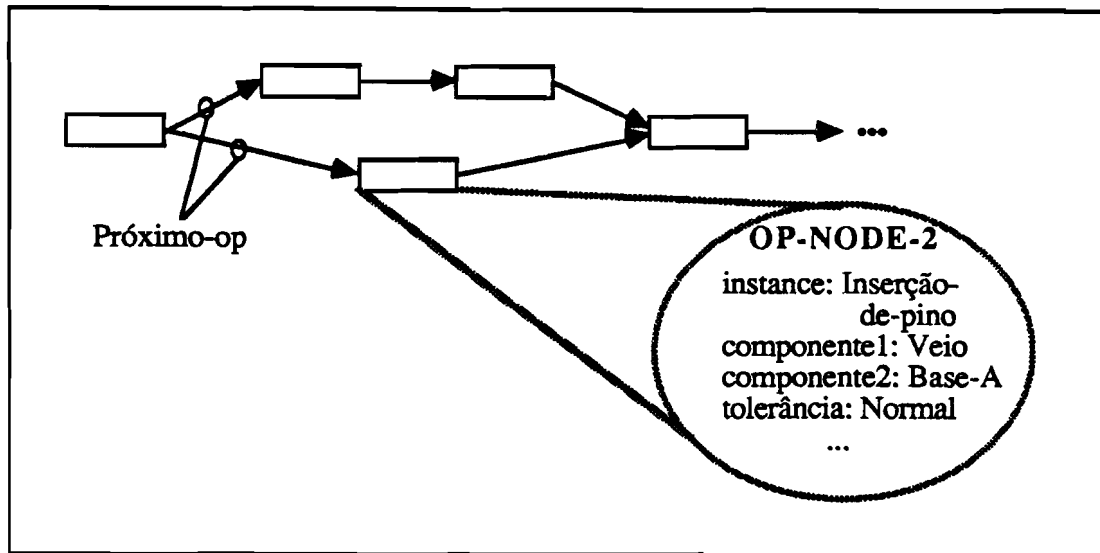 ...
Próximo-op
OP-NODE-2
instance: Inserção-
de-pino
componente1: Veio
componente2: Base-A
tolerância: Normal
...